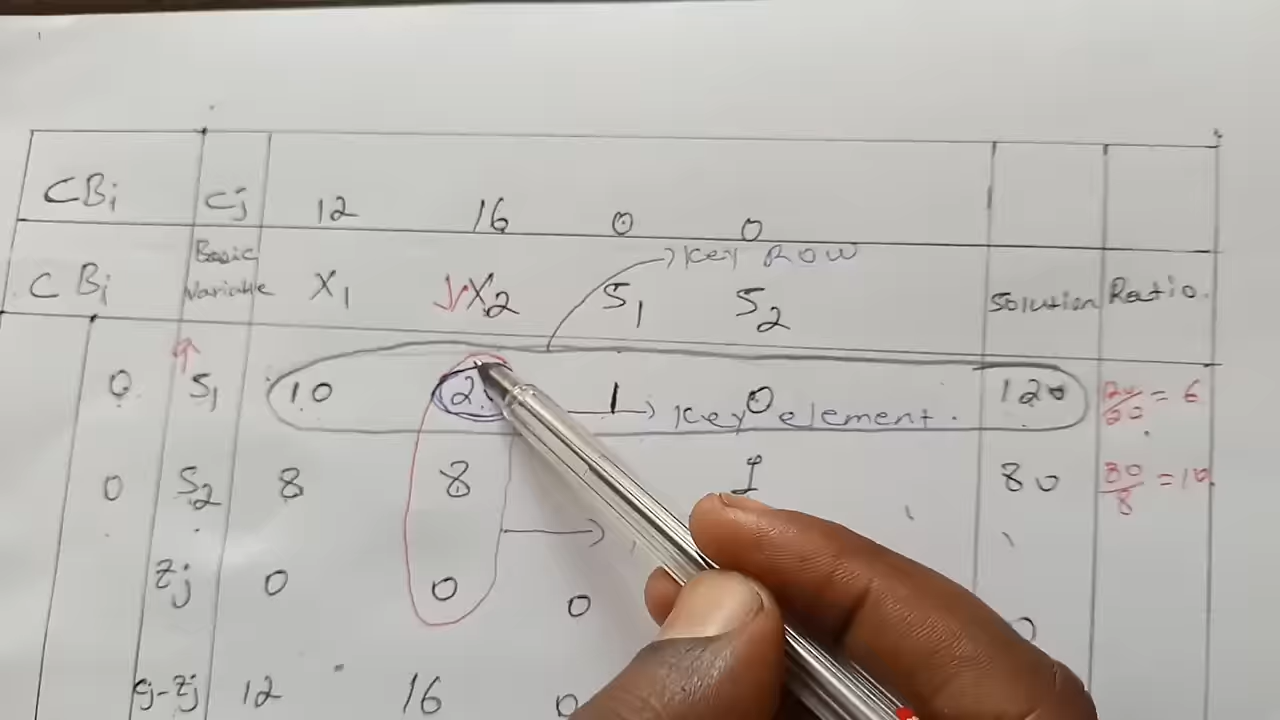 CBi Cj 12 16 0 0
key Row
CBi Basic Variable X1 X2 S1 S2 Solution Ratio.
0 S1 10 1 0 120 = 6
key element.
0 S2 8 8 1 80 80/8 = 10
Zj 0 0 0 0
Cj-Zj 12 16 0